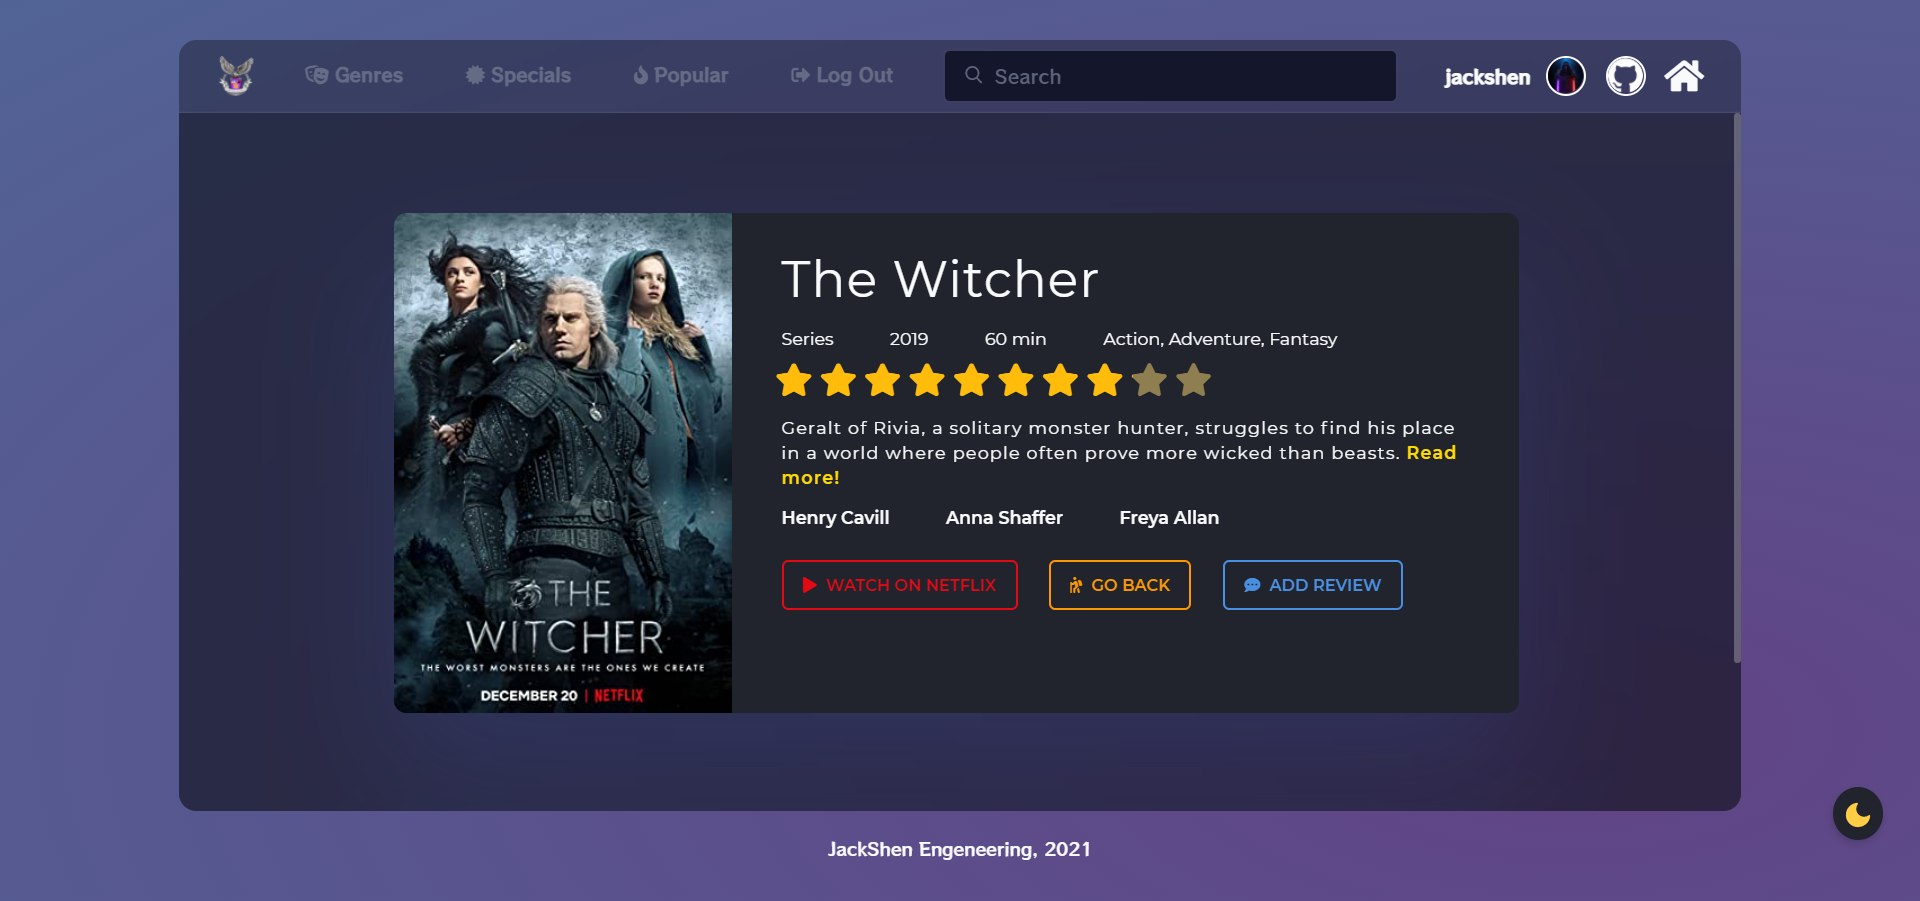 Genres
Specials
Popular
Log Out
Search
jackshen
The Witcher
Series 2019 60 min Action, Adventure, Fantasy
Geralt of Rivia, a solitary monster hunter, struggles to find his place
in a world where people often prove more wicked than beasts. Read
more!
Henry Cavill Anna Shaffer Freya Allan
WATCH ON NETFLIX
GO BACK
ADD REVIEW
THE
WITCHER
THE WORST MONSTERS ARE THE ONES WE CREATE
DECEMBER 20 | NETFLIX
JackShen Engeneering, 2021